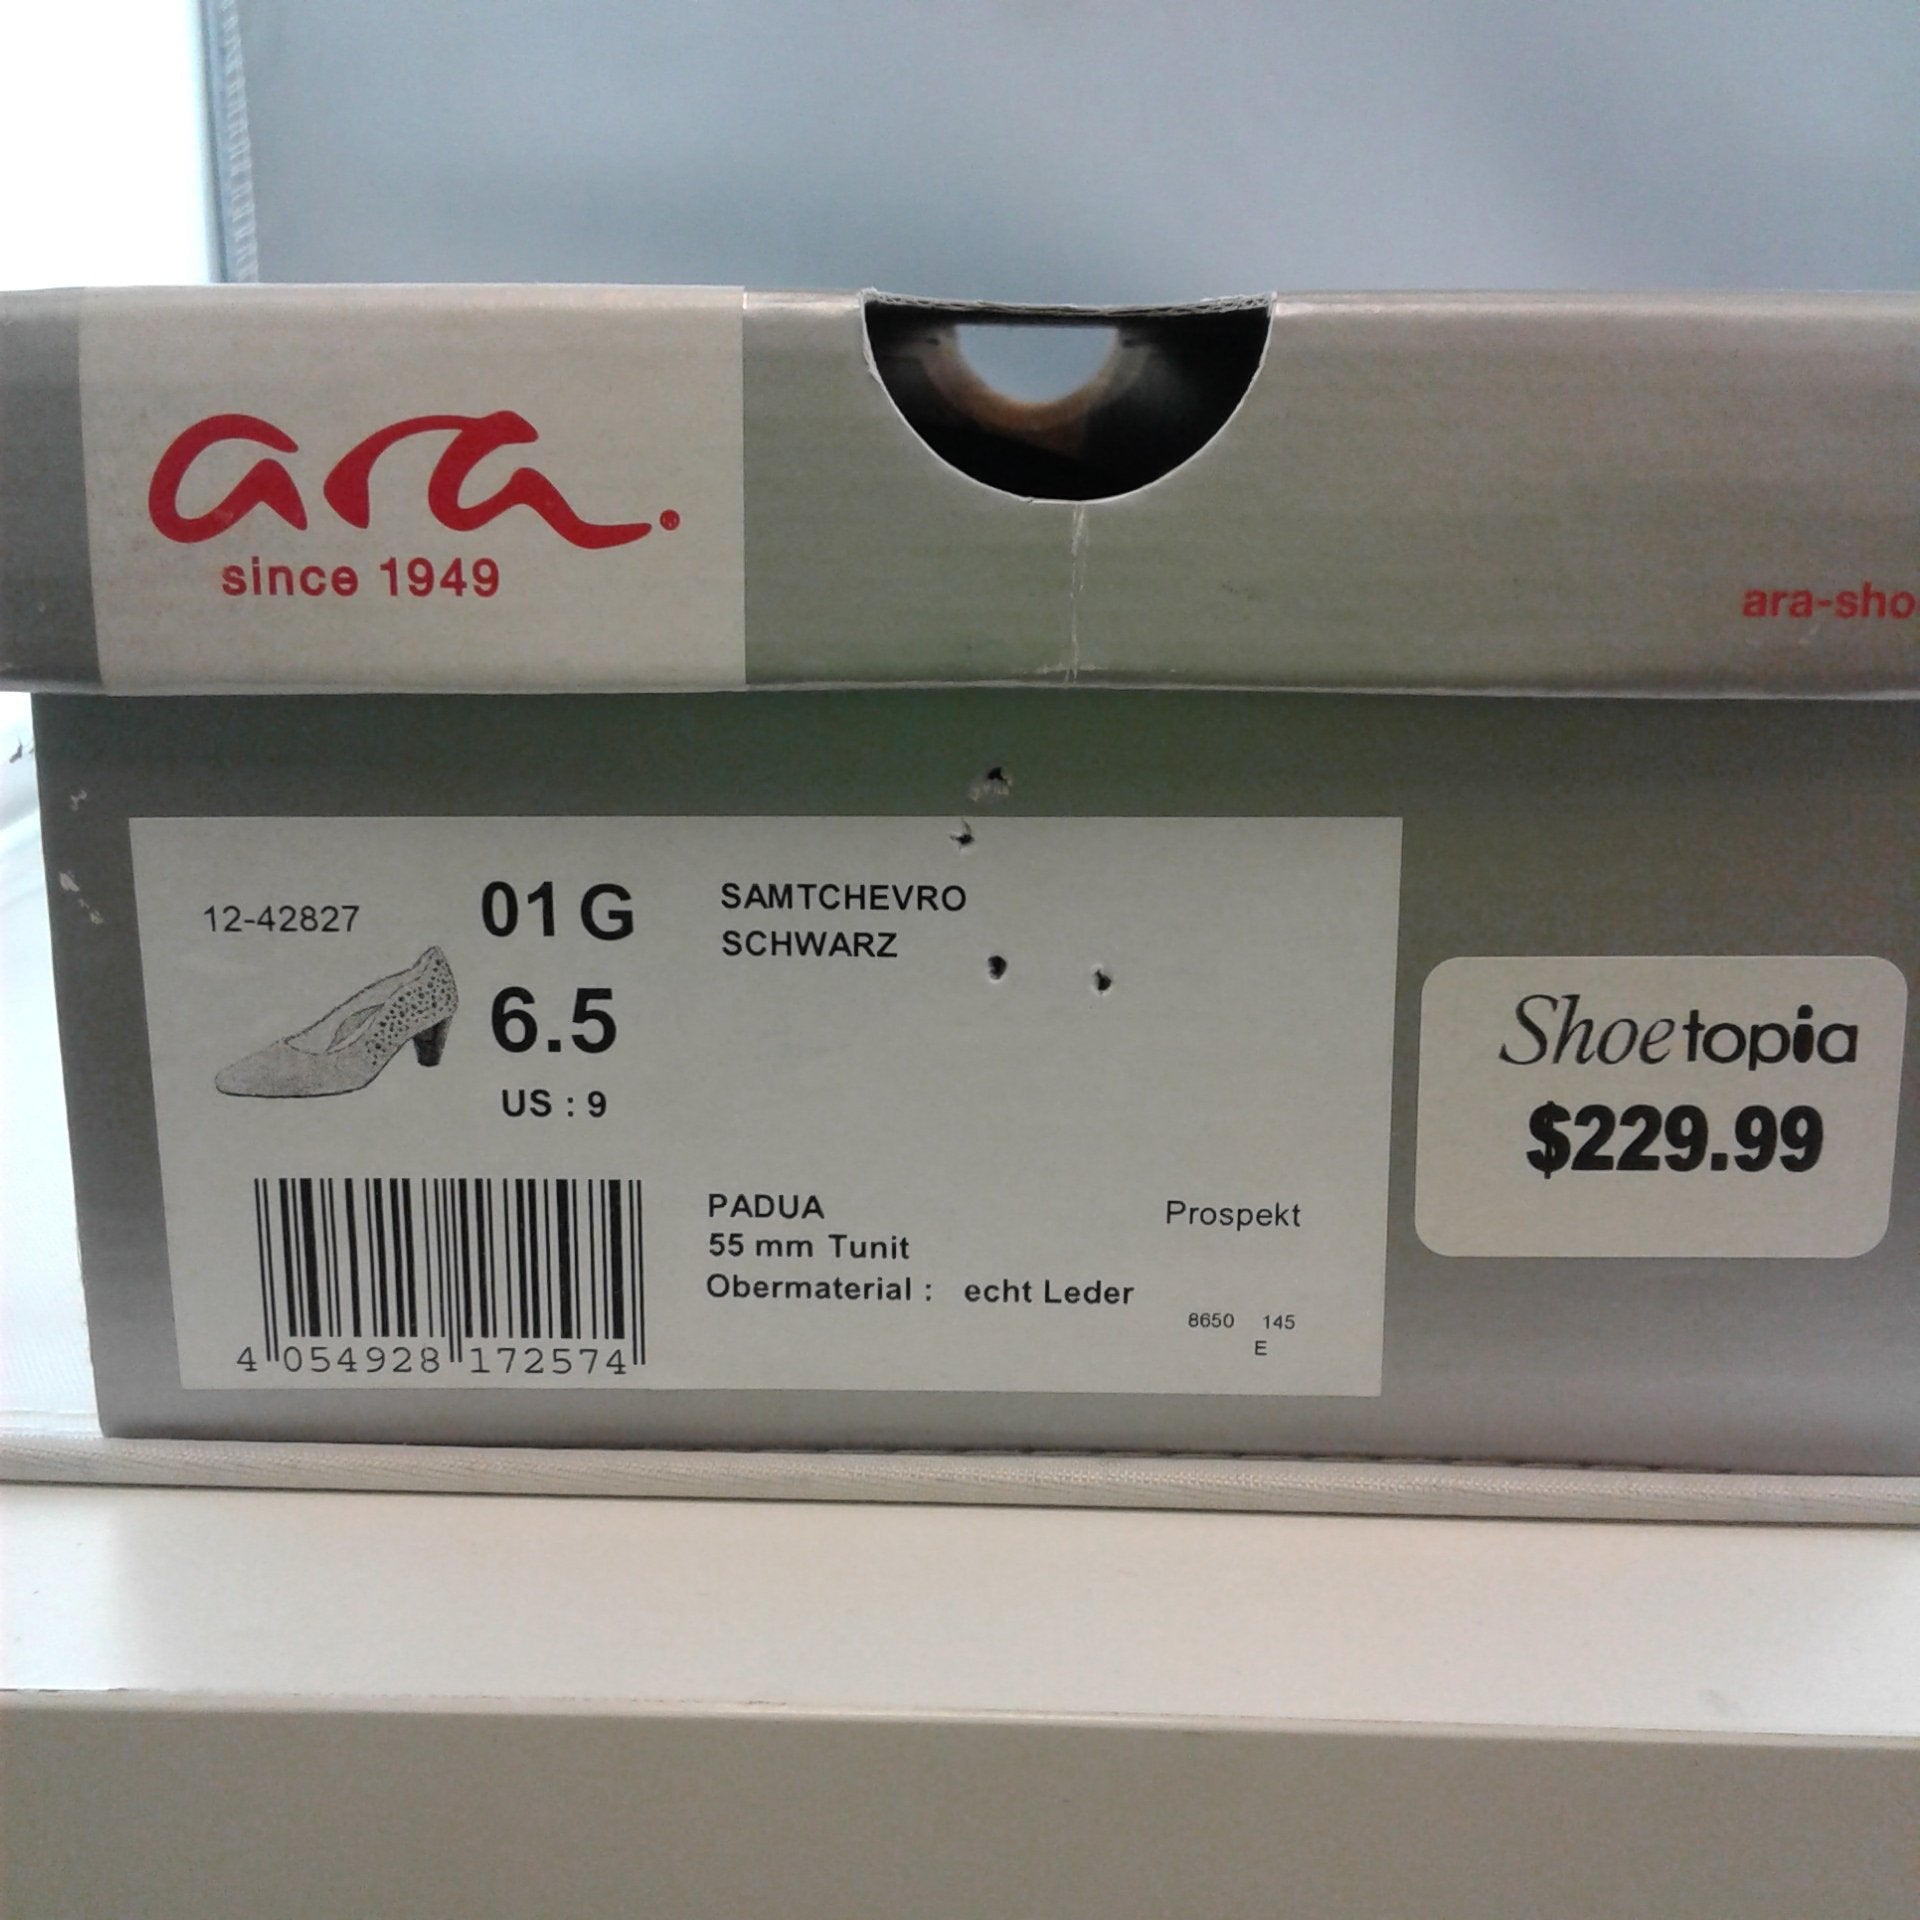 ara.
since 1949
ara-sho
12-42827
01 G
6.5
US : 9
SAMTCHEVRO
SCHWARZ
4 054928 172574
PADUA
55 mm Tunit
Obermaterial : echt Leder
Prospekt
8650 145
E
Shoetopia
$229.99